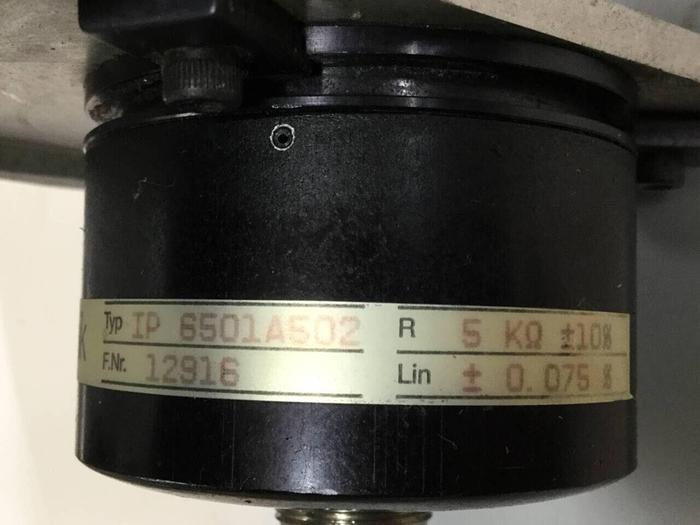 Typ IP 6501A502 R 5 KΩ ±10%
F.Nr. 12916 Lin ± 0.075 %